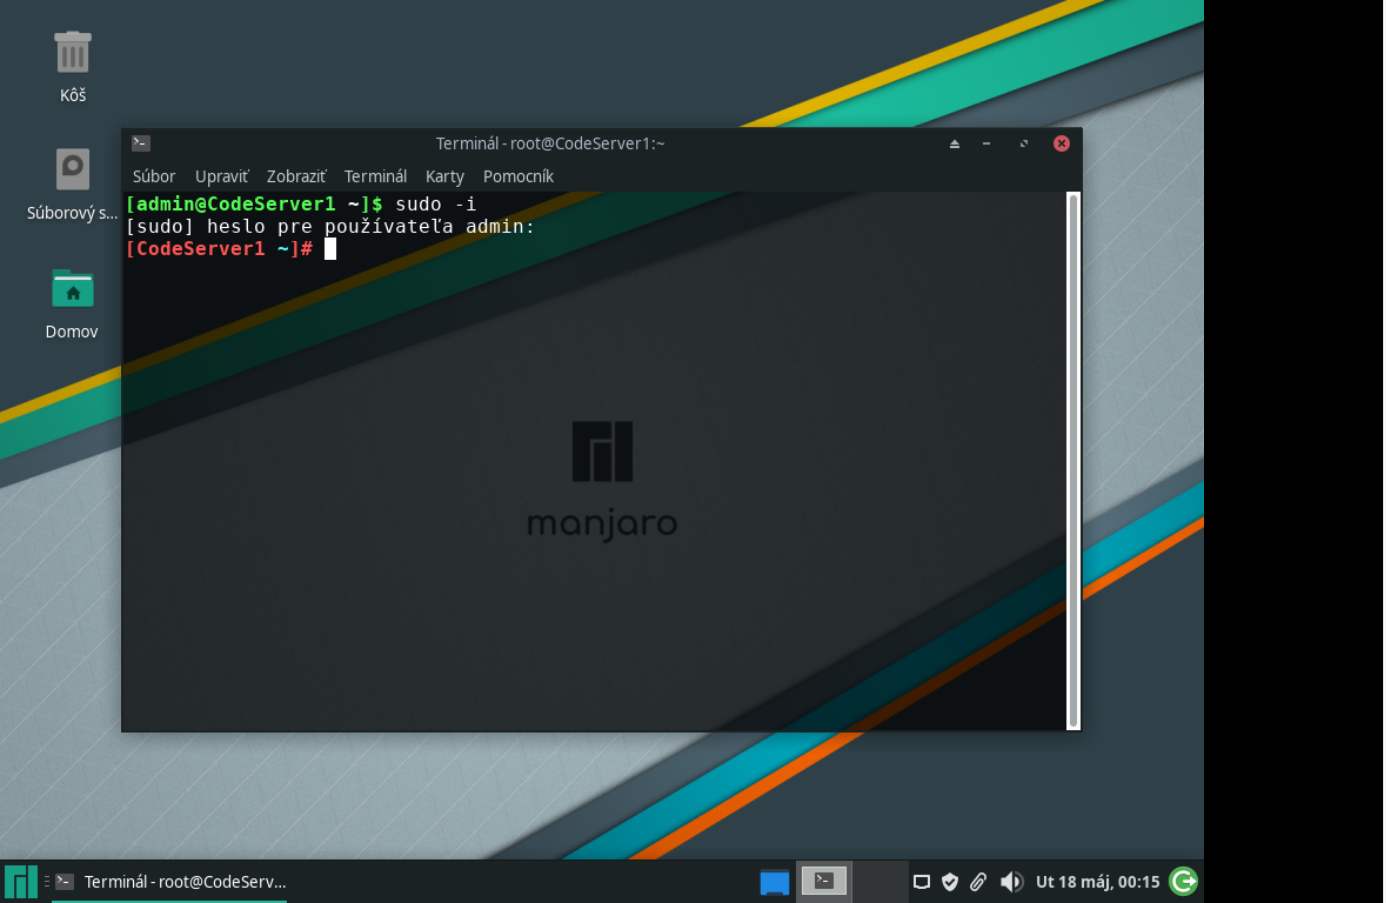 Kôš
Súborový s...
Domov
Terminál - root@CodeServer1:~
Súbor Upraviť Zobraziť Terminál Karty Pomocník
[admin@CodeServer1 ~]$ sudo -i
[sudo] heslo pre používateľa admin:
[CodeServer1 ~]#
manjaro
Terminál - root@CodeServ...
Ut 18 máj, 00:15